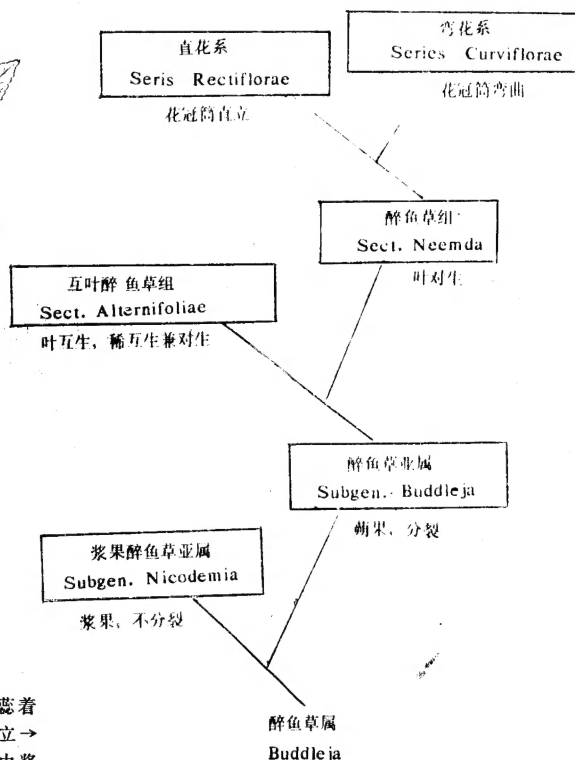 直花系
Seris Rectiflorae
花冠筒直立
弯花系
Series Curviflorae
花冠筒弯曲
醉鱼草组
Sect. Neemda
叶对生
互叶醉鱼草组
Sect. Alternifoliae
叶互生，稀互生兼对生
醉鱼草亚属
Subgen. Buddleja
蒴果，分裂
浆果醉鱼草亚属
Subgen. Nicodemia
浆果，不分裂
蕊着
立→
醉鱼草属
Buddleja